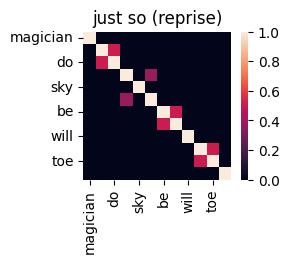 just so (reprise)
magician
do
sky
be
will
toe
magician
do
sky
be
will
toe
1.0
0.8
0.6
0.4
0.2
0.0